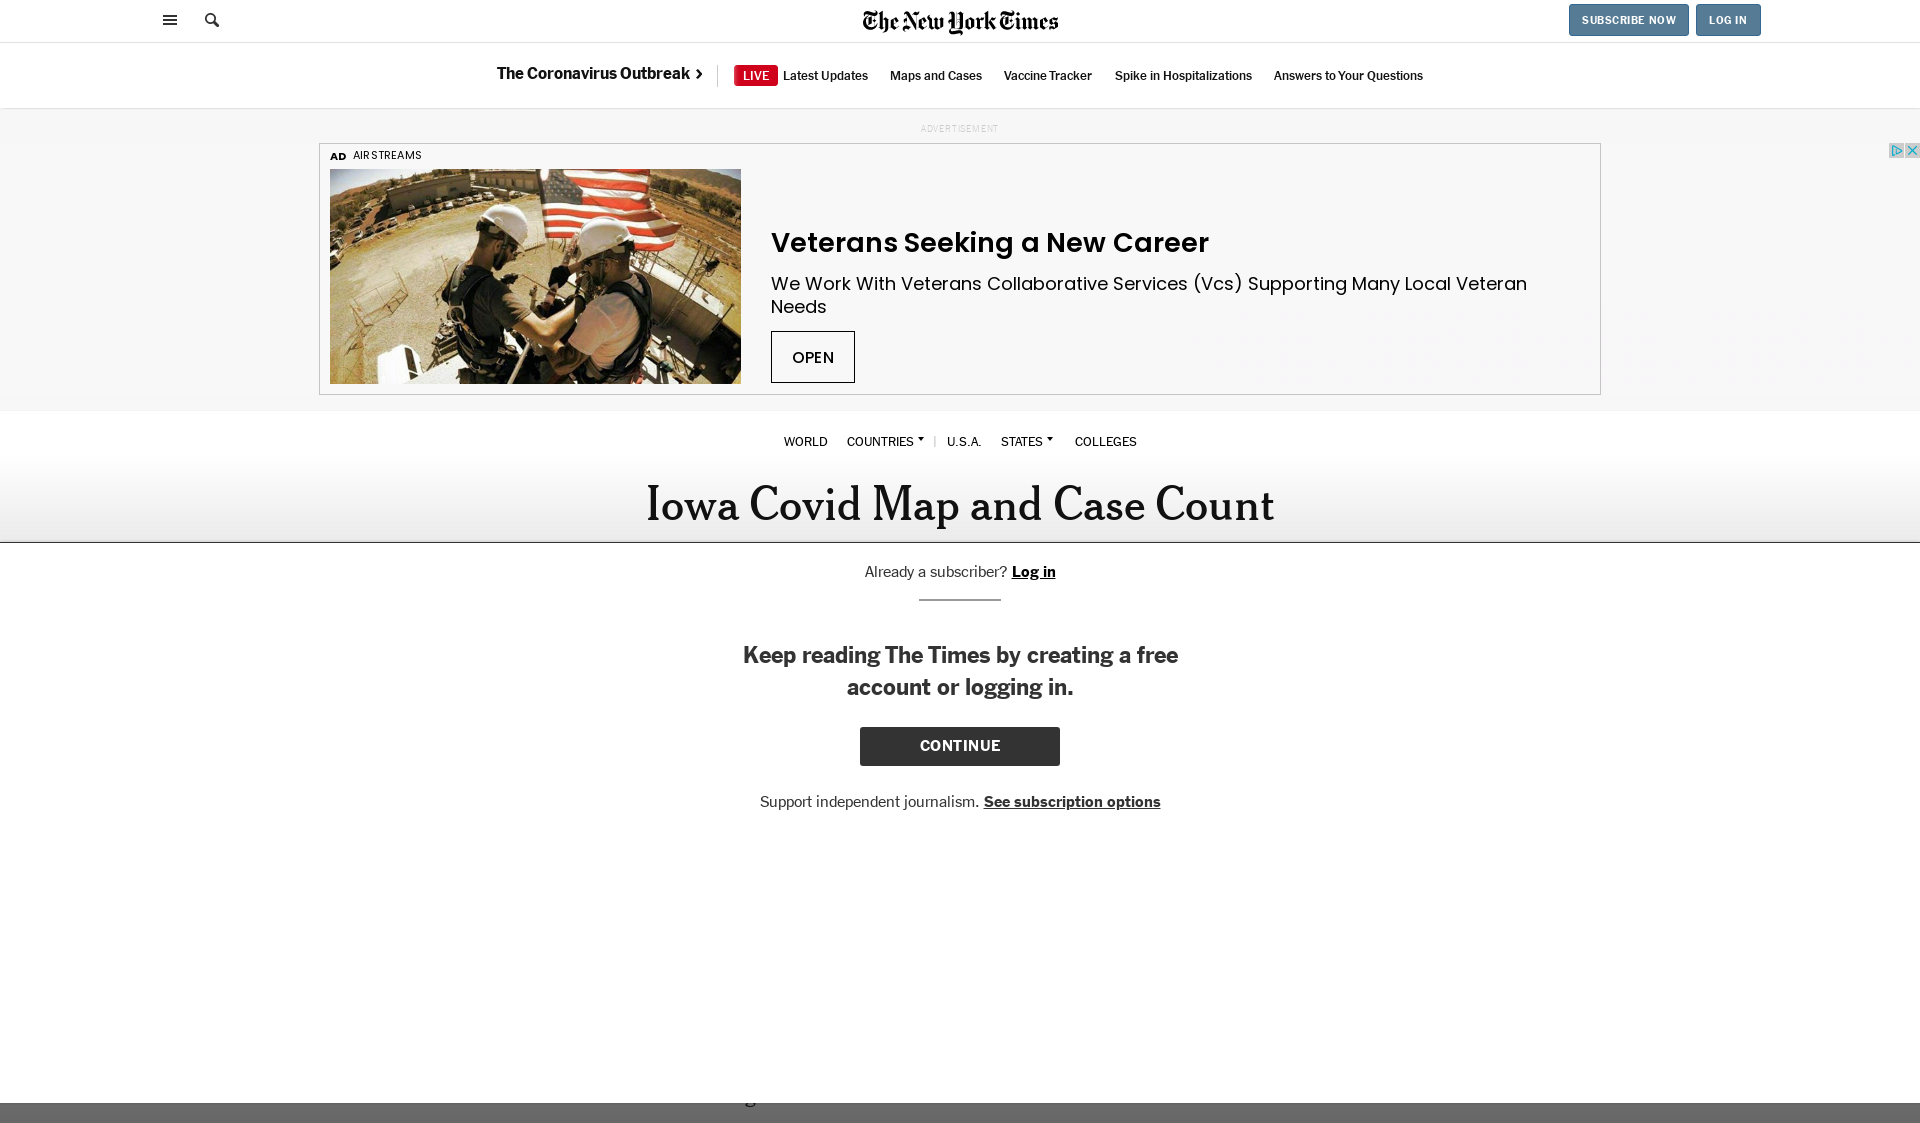 The New York Times
SUBSCRIBE NOW
LOG IN
The Coronavirus Outbreak
LIVE Latest Updates
Maps and Cases
Vaccine Tracker
Spike in Hospitalizations
Answers to Your Questions
ADVERTISEMENT
AD AIRSTREAMS
Veterans Seeking a New Career
We Work With Veterans Collaborative Services (Vcs) Supporting Many Local Veteran
Needs
OPEN
WORLD COUNTRIES | U.S.A. STATES COLLEGES
Iowa Covid Map and Case Count
Already a subscriber? Log in
Keep reading The Times by creating a free
account or logging in.
CONTINUE
Support independent journalism. See subscription options